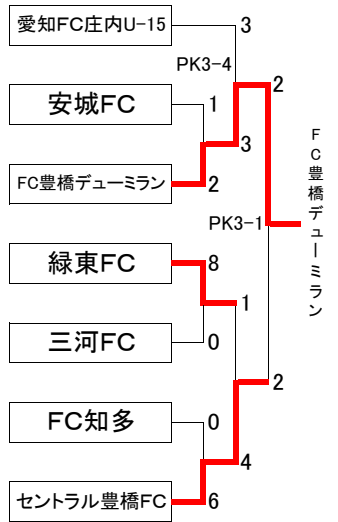 愛知FC庄内U-15
3
PK3-4
2
安城FC
1
3
FC豊橋デューミラン
2
PK3-1
FC豊橋デューミラン
緑東FC
8
1
三河FC
0
2
FC知多
0
4
セントラル豊橋FC
6